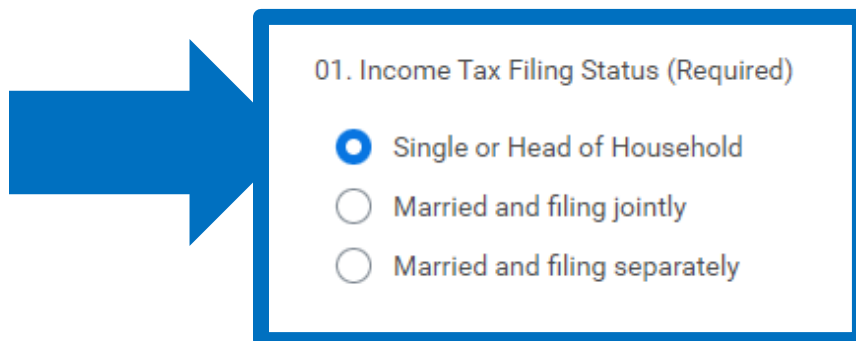 01. Income Tax Filing Status (Required)
Single or Head of Household
Married and filing jointly
Married and filing separately